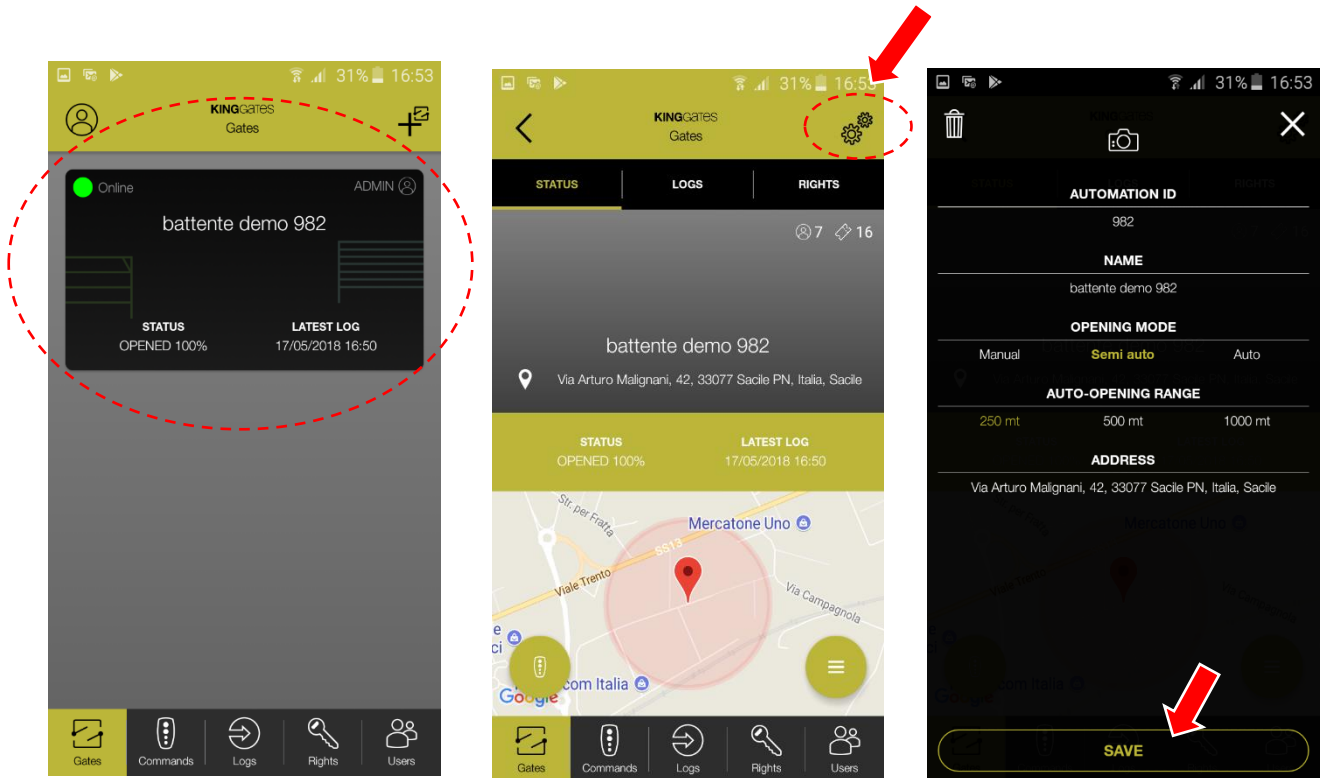 31% 16:53
KINGGATES
Gates
Online
ADMIN
battente demo 982
STATUS
LATEST LOG
OPENED 100%
17/05/2018 16:50
Gates
Commands
Logs
Rights
Users
31% 16:53
KINGGATES
Gates
STATUS
LOGS
RIGHTS
7
16
battente demo 982
Via Arturo Malignani, 42, 33077 Sacile PN, Italia, Sacile
STATUS
LATEST LOG
OPENED 100%
17/05/2018 16:50
Str. per Fratta
Mercatone Uno
SS13
Viale Trento
Via Campagnola
e
ci
com Italia
Google
Gates
Commands
Logs
Rights
Users
31% 16:53
KINGGATES
STATUS
LOGS
RIGHTS
AUTOMATION ID
982
NAME
battente demo 982
OPENING MODE
Manual
Semi auto
Auto
AUTO-OPENING RANGE
250 mt
500 mt
1000 mt
ADDRESS
Via Arturo Malignani, 42, 33077 Sacile PN, Italia, Sacile
Mercatone Uno
com Italia
Google
SAVE